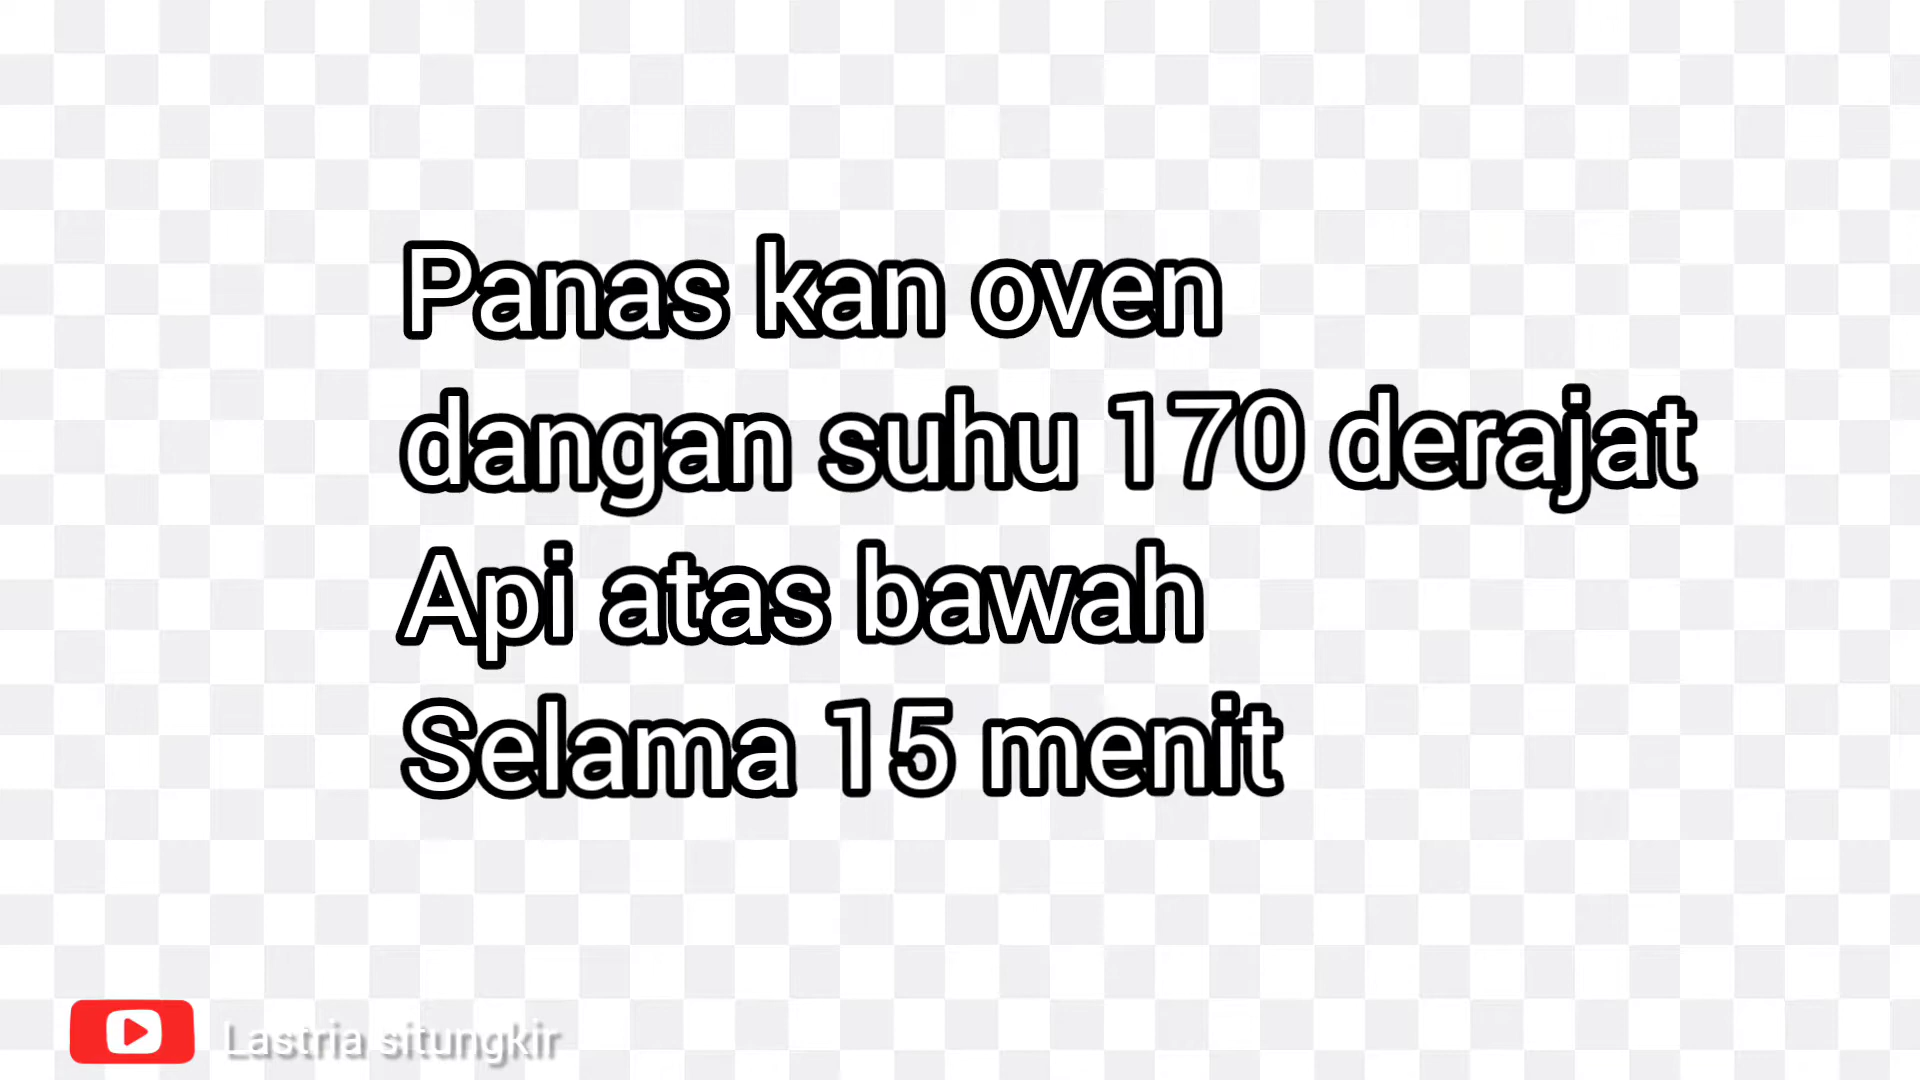 Panas kan oven
dangan suhu 170 derajat
Api atas bawah
Selama 15 menit
Lastria situngkir